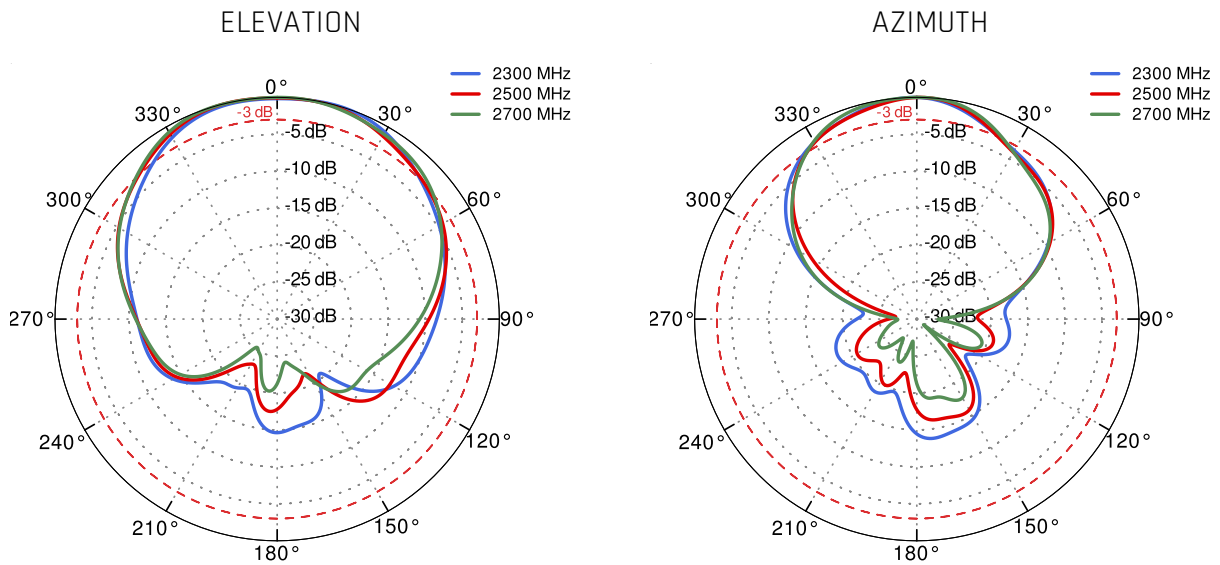 ELEVATION
2300 MHz
2500 MHz
2700 MHz
0°
330°
-3 dB
30°
-5 dB
-10 dB
300°
60°
-15 dB
-20 dB
-25 dB
270°
-30 dB
90°
240°
120°
210°
150°
180°
AZIMUTH
2300 MHz
2500 MHz
2700 MHz
0°
330°
-3 dB
30°
-5 dB
-10 dB
300°
60°
-15 dB
-20 dB
-25 dB
270°
-30 dB
90°
240°
120°
210°
150°
180°